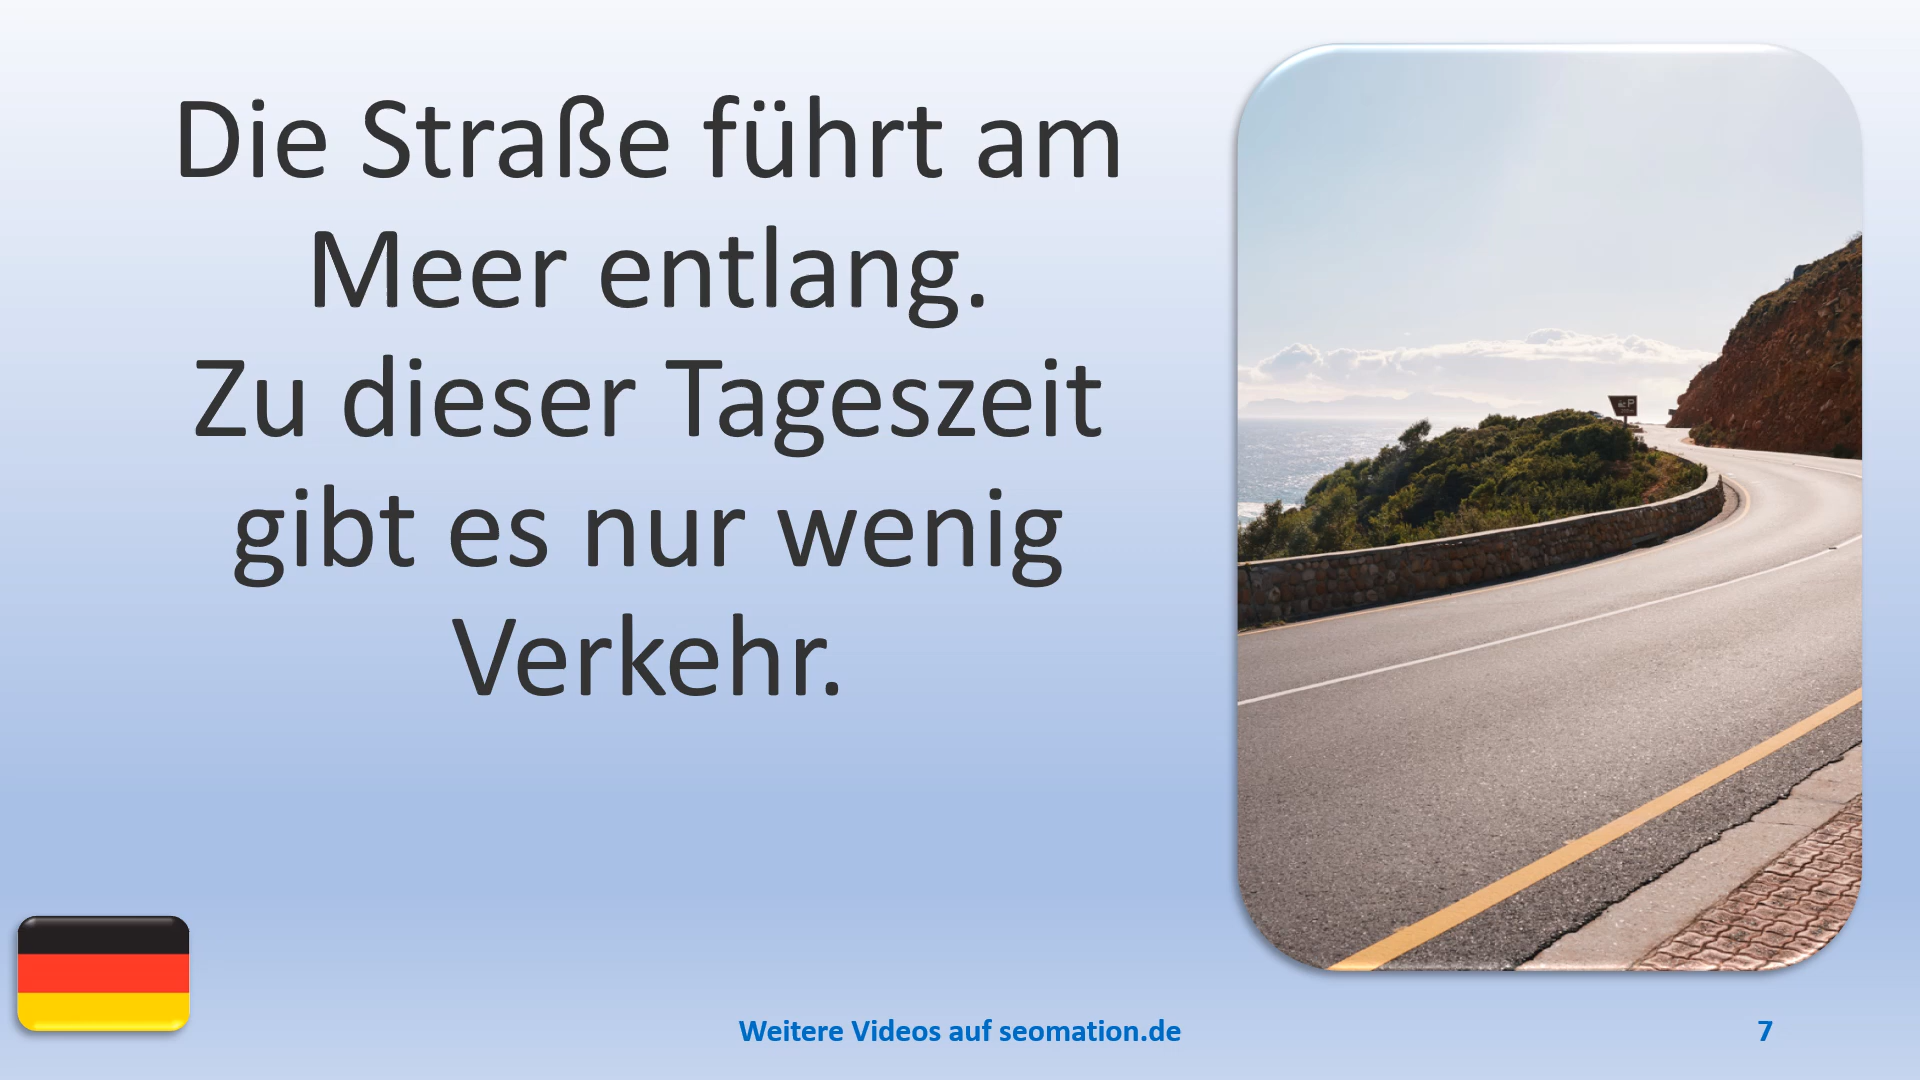 Die Straße führt am
Meer entlang.
Zu dieser Tageszeit
gibt es nur wenig
Verkehr.
P
Weitere Videos auf seomation.de
7